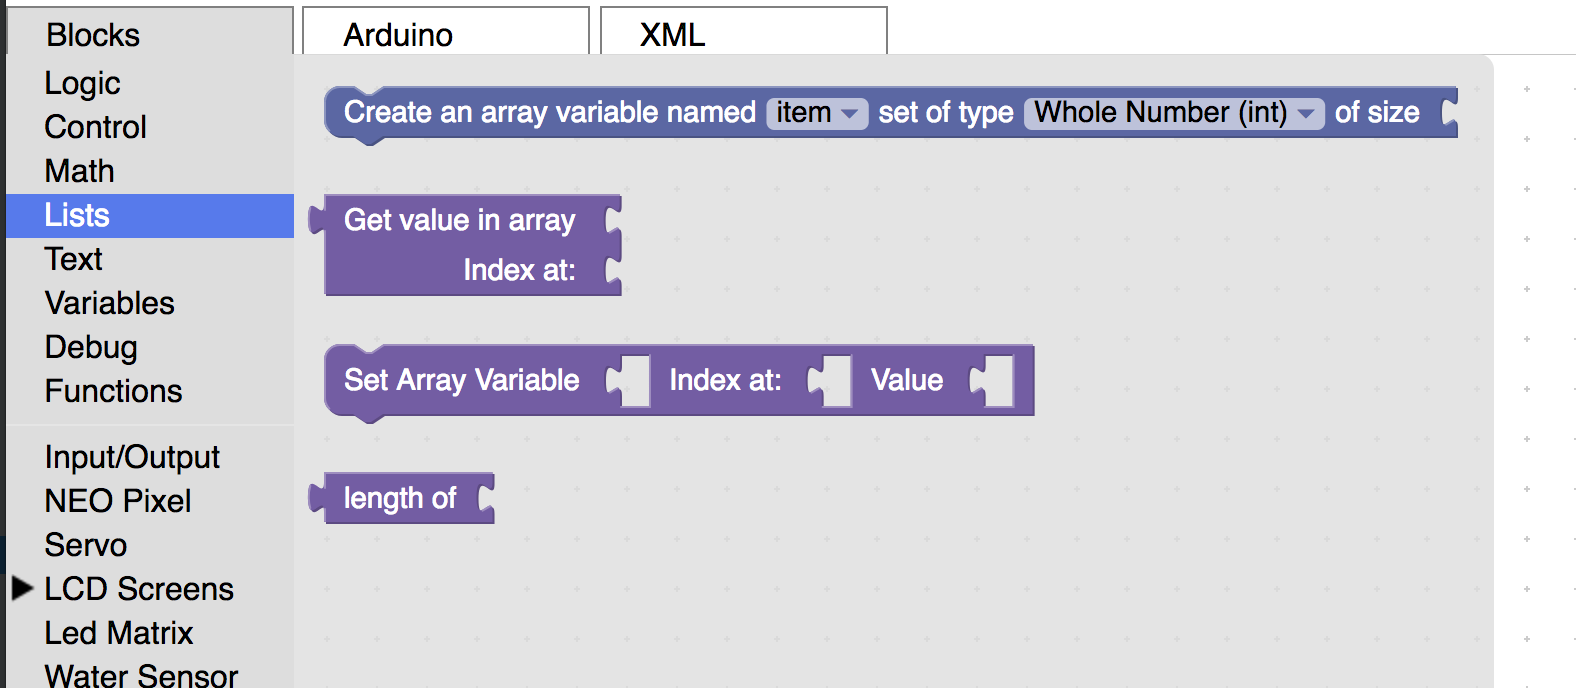 Blocks
Arduino
XML
Logic
Control
Math
Lists
Text
Variables
Debug
Functions
Input/Output
NEO Pixel
Servo
LCD Screens
Led Matrix
Water Sensor
Create an array variable named item set of type Whole Number (int) of size
Get value in array
Index at:
Set Array Variable Index at: Value
length of